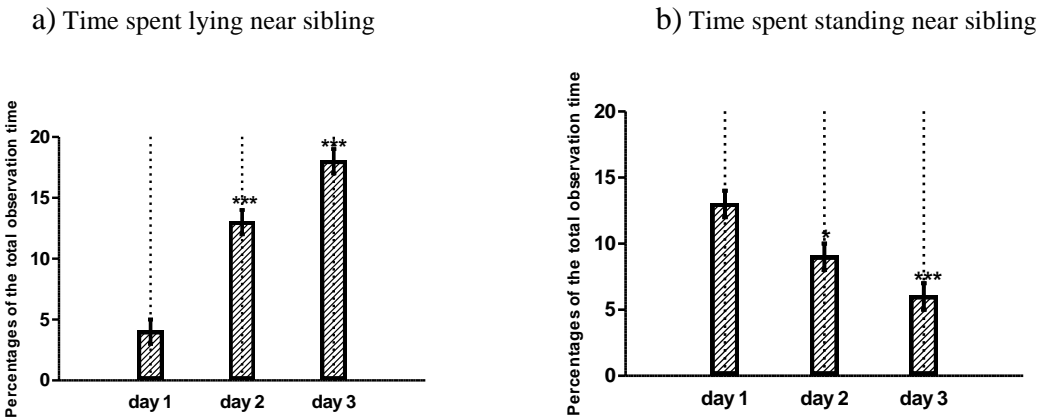 a) Time spent lying near sibling
Percentages of the total observation time
20
15
10
5
0
***
***
day 1
day 2
day 3
b) Time spent standing near sibling
Percentages of the total observation time
20
15
10
5
0
*
***
day 1
day 2
day 3